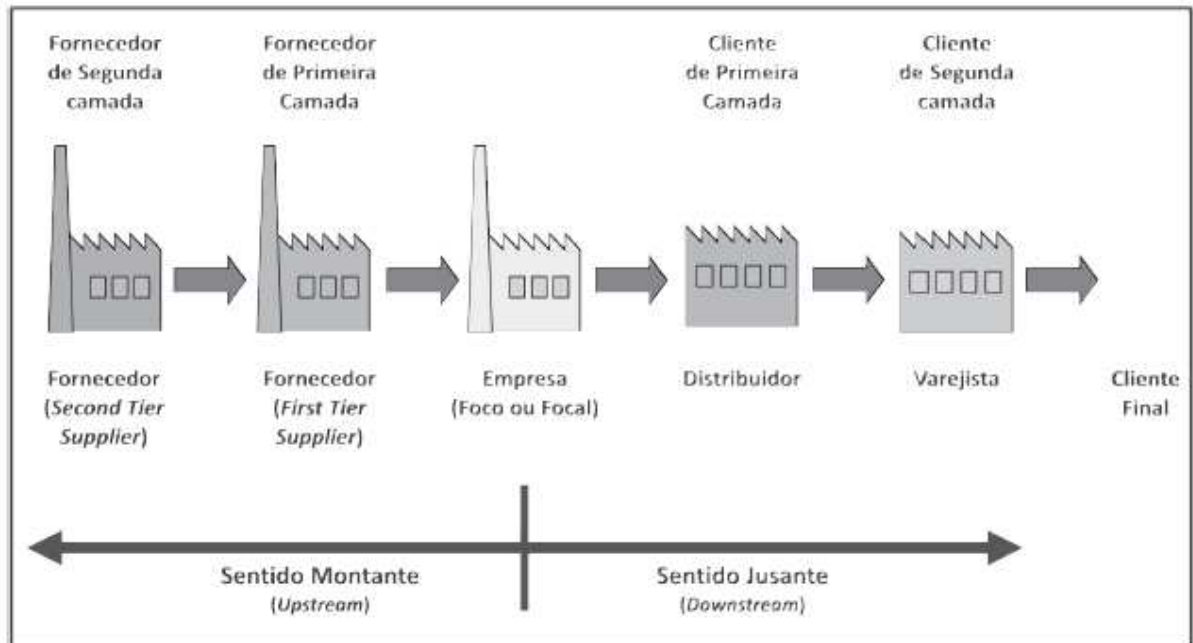 Fornecedor
de Segunda
camada
Fornecedor
de Primeira
Camada
Cliente
de Primeira
Camada
Cliente
de Segunda
camada
Fornecedor
(Second Tier
Supplier)
Fornecedor
(First Tier
Supplier)
Empresa
(Foco ou Focal)
Distribuidor
Varejista
Cliente
Final
Sentido Montante
(Upstream)
Sentido Jusante
(Downstream)